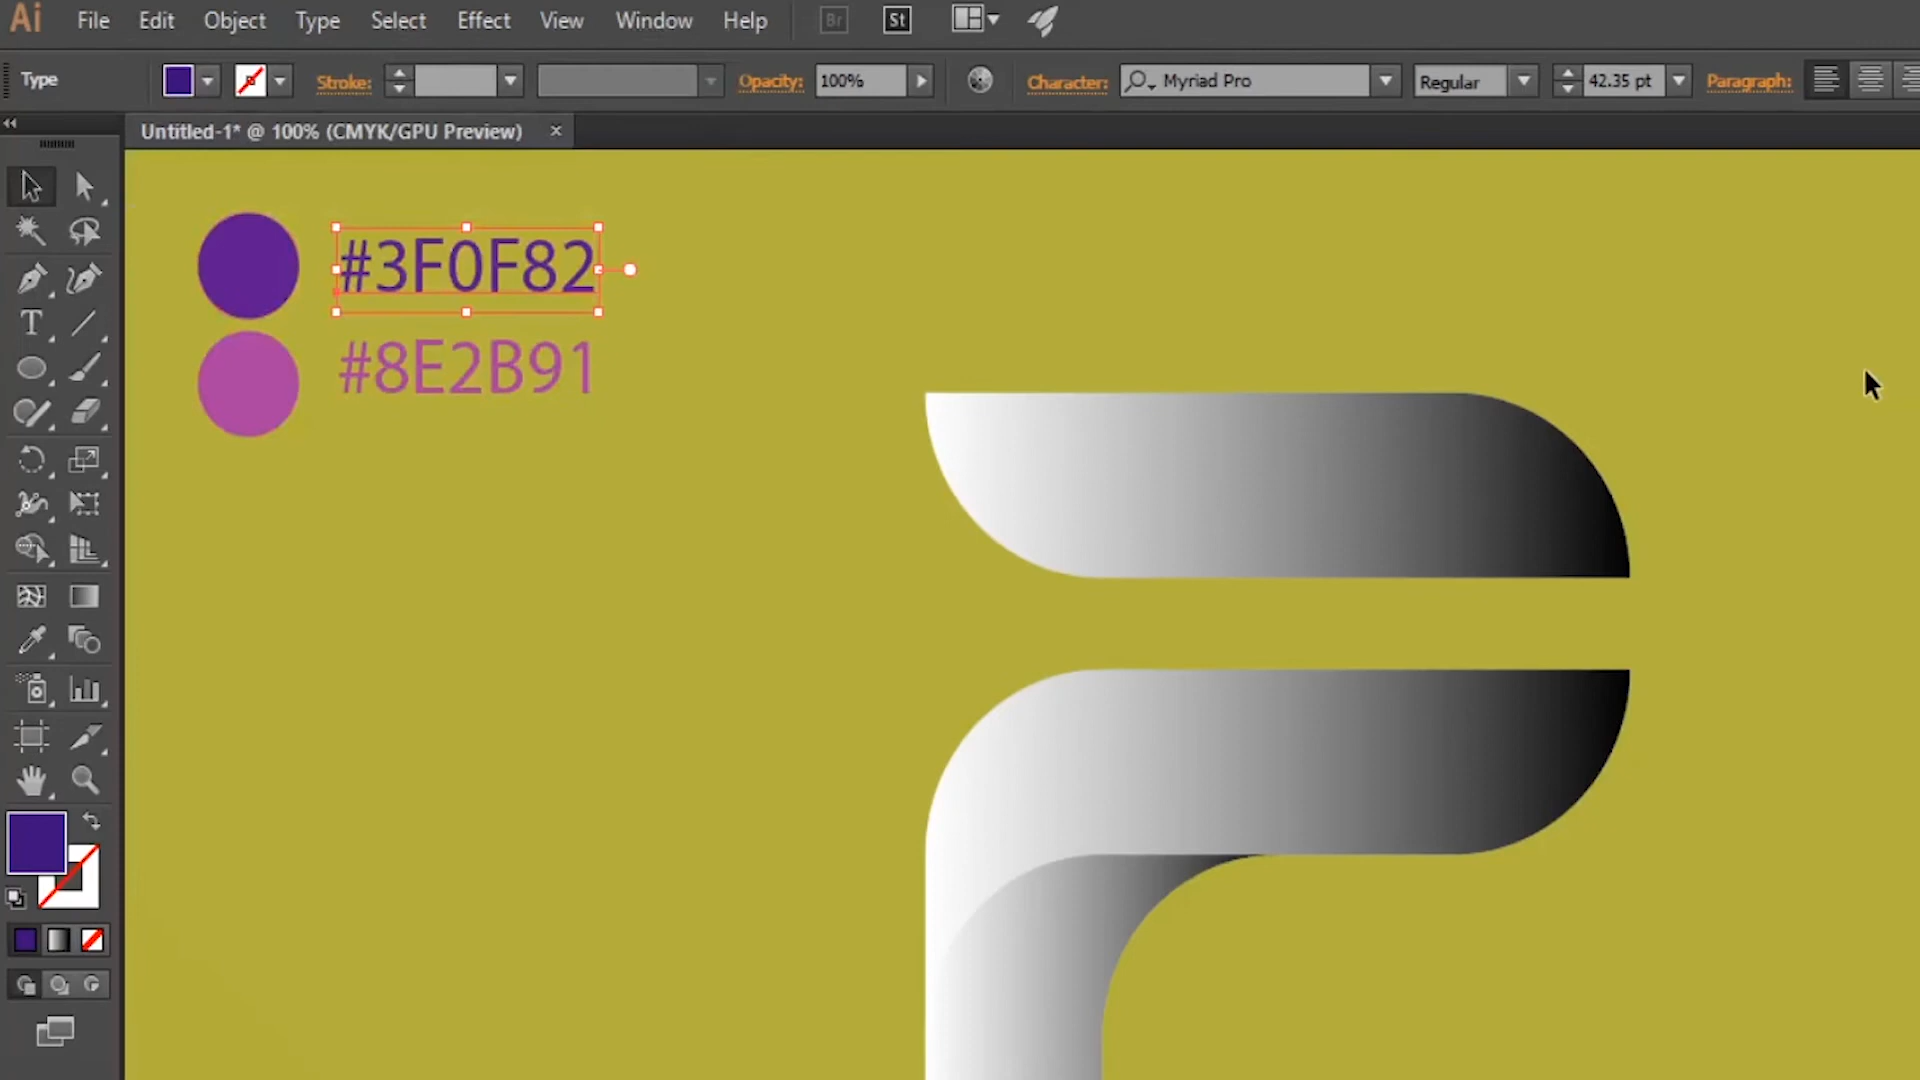 Ai File Edit Object Type Select Effect View Window Help Br St
Type Stroke: Opacity: 100% Character: Myriad Pro Regular 42.35 pt Paragraph:
Untitled-1* @ 100% (CMYK/GPU Preview)
#3F0F82
#8E2B91